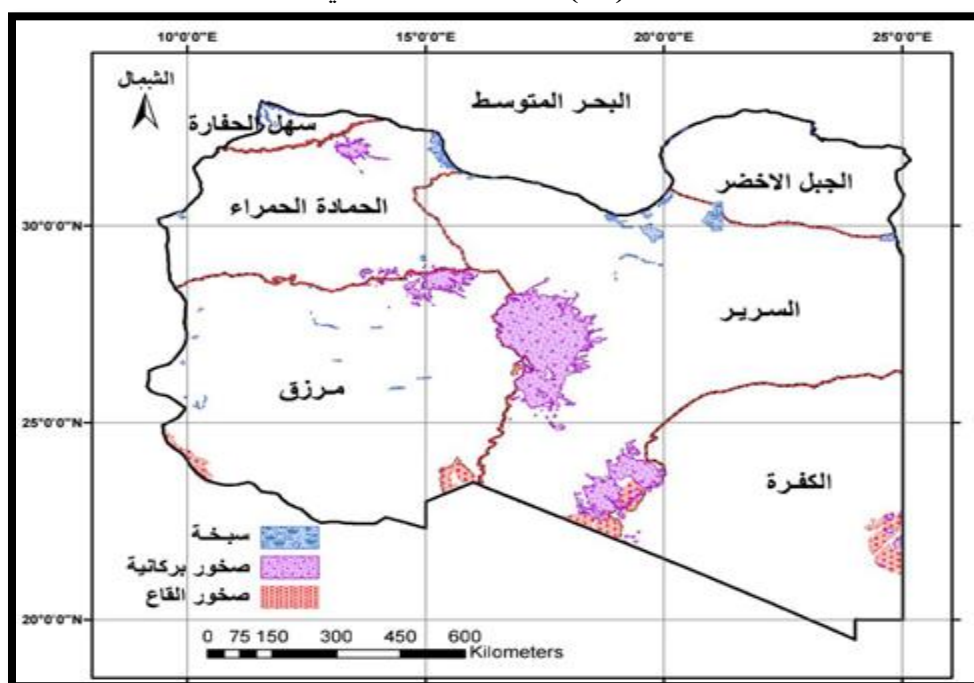 10°0'0"E 15°0'0"E 20°0'0"E 25°0'0"E
الشمال
البحر المتوسط
سهل الحفارة
الجبل الاخضر
الحمادة الحمراء
30°0'0"N
السرير
مرزق
25°0'0"N
الكفرة
سبخة
صخور بركانية
صخور القاع
20°0'0"N
0 75 150 300 450 600
Kilometers